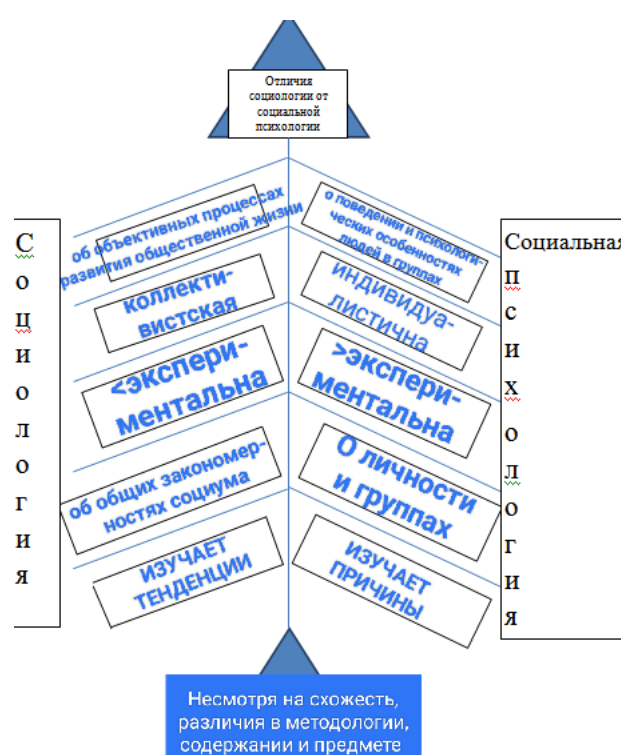 Отличия
социологии от
социальной
психологии
об объективных процессах
развития общественной жизни
о поведении и психологи-
ческих особенностях
людей в группах
коллекти-
вистская
индивидуа-
листична
<экспери-
ментальна
>экспери-
ментальна
об общих закономер-
ностях социума
О личности
и группах
ИЗУЧАЕТ
ТЕНДЕНЦИИ
ИЗУЧАЕТ
ПРИЧИНЫ
С
о
ц
и
о
л
о
г
и
я
Социальная
п
с
и
х
о
л
о
г
и
я
Несмотря на схожесть,
различия в методологии,
содержании и предмете